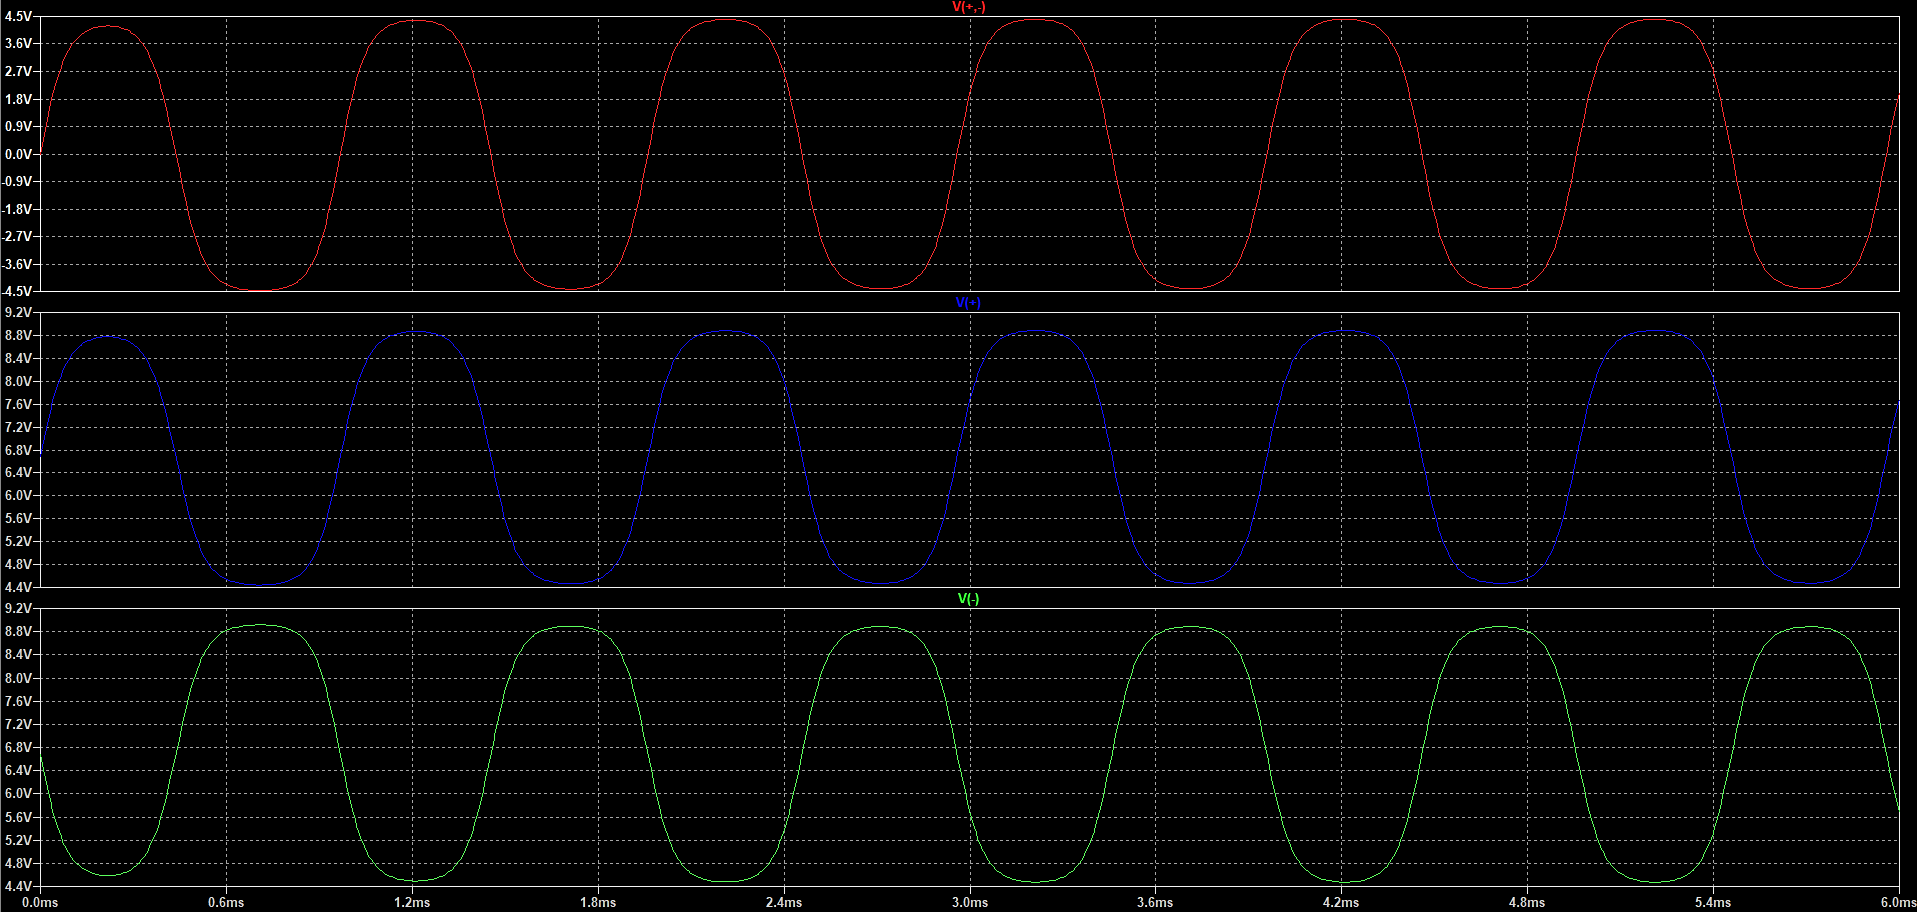 V(+,-)
4.5V
3.6V
2.7V
1.8V
0.9V
0.0V
-0.9V
-1.8V
-2.7V
-3.6V
-4.5V
V(+)
9.2V
8.8V
8.4V
8.0V
7.6V
7.2V
6.8V
6.4V
6.0V
5.6V
5.2V
4.8V
4.4V
V(-)
9.2V
8.8V
8.4V
8.0V
7.6V
7.2V
6.8V
6.4V
6.0V
5.6V
5.2V
4.8V
4.4V
0.0ms 0.6ms 1.2ms 1.8ms 2.4ms 3.0ms 3.6ms 4.2ms 4.8ms 5.4ms 6.0ms